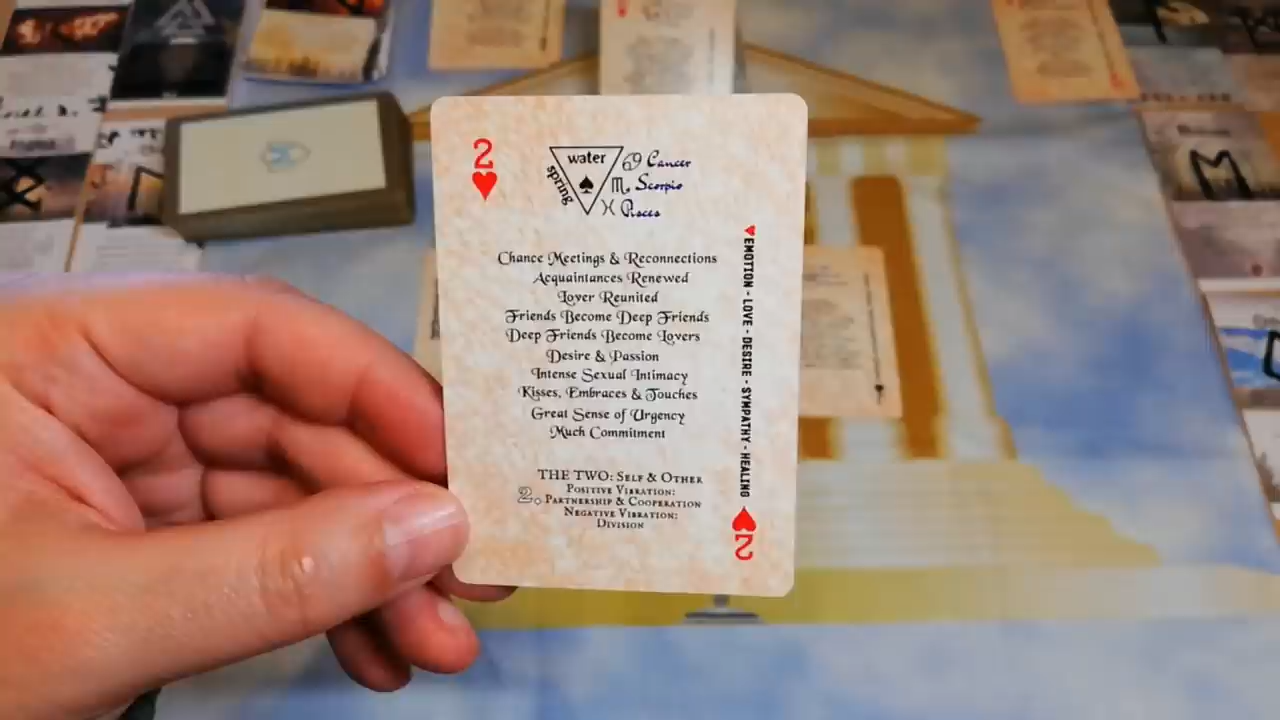 2
water
spring
Cancer
Scorpio
Pisces
Chance Meetings & Reconnections
Acquaintances Renewed
Lover Reunited
Friends Become Deep Friends
Deep Friends Become Lovers
Desire & Passion
Intense Sexual Intimacy
Kisses, Embraces & Touches
Great Sense of Urgency
Much Commitment
THE TWO: SELF & OTHER
POSITIVE VIBRATION:
2. PARTNERSHIP & COOPERATION
NEGATIVE VIBRATION:
DIVISION
EMOTION - LOVE - DESIRE - SYMPATHY - HEALING
2